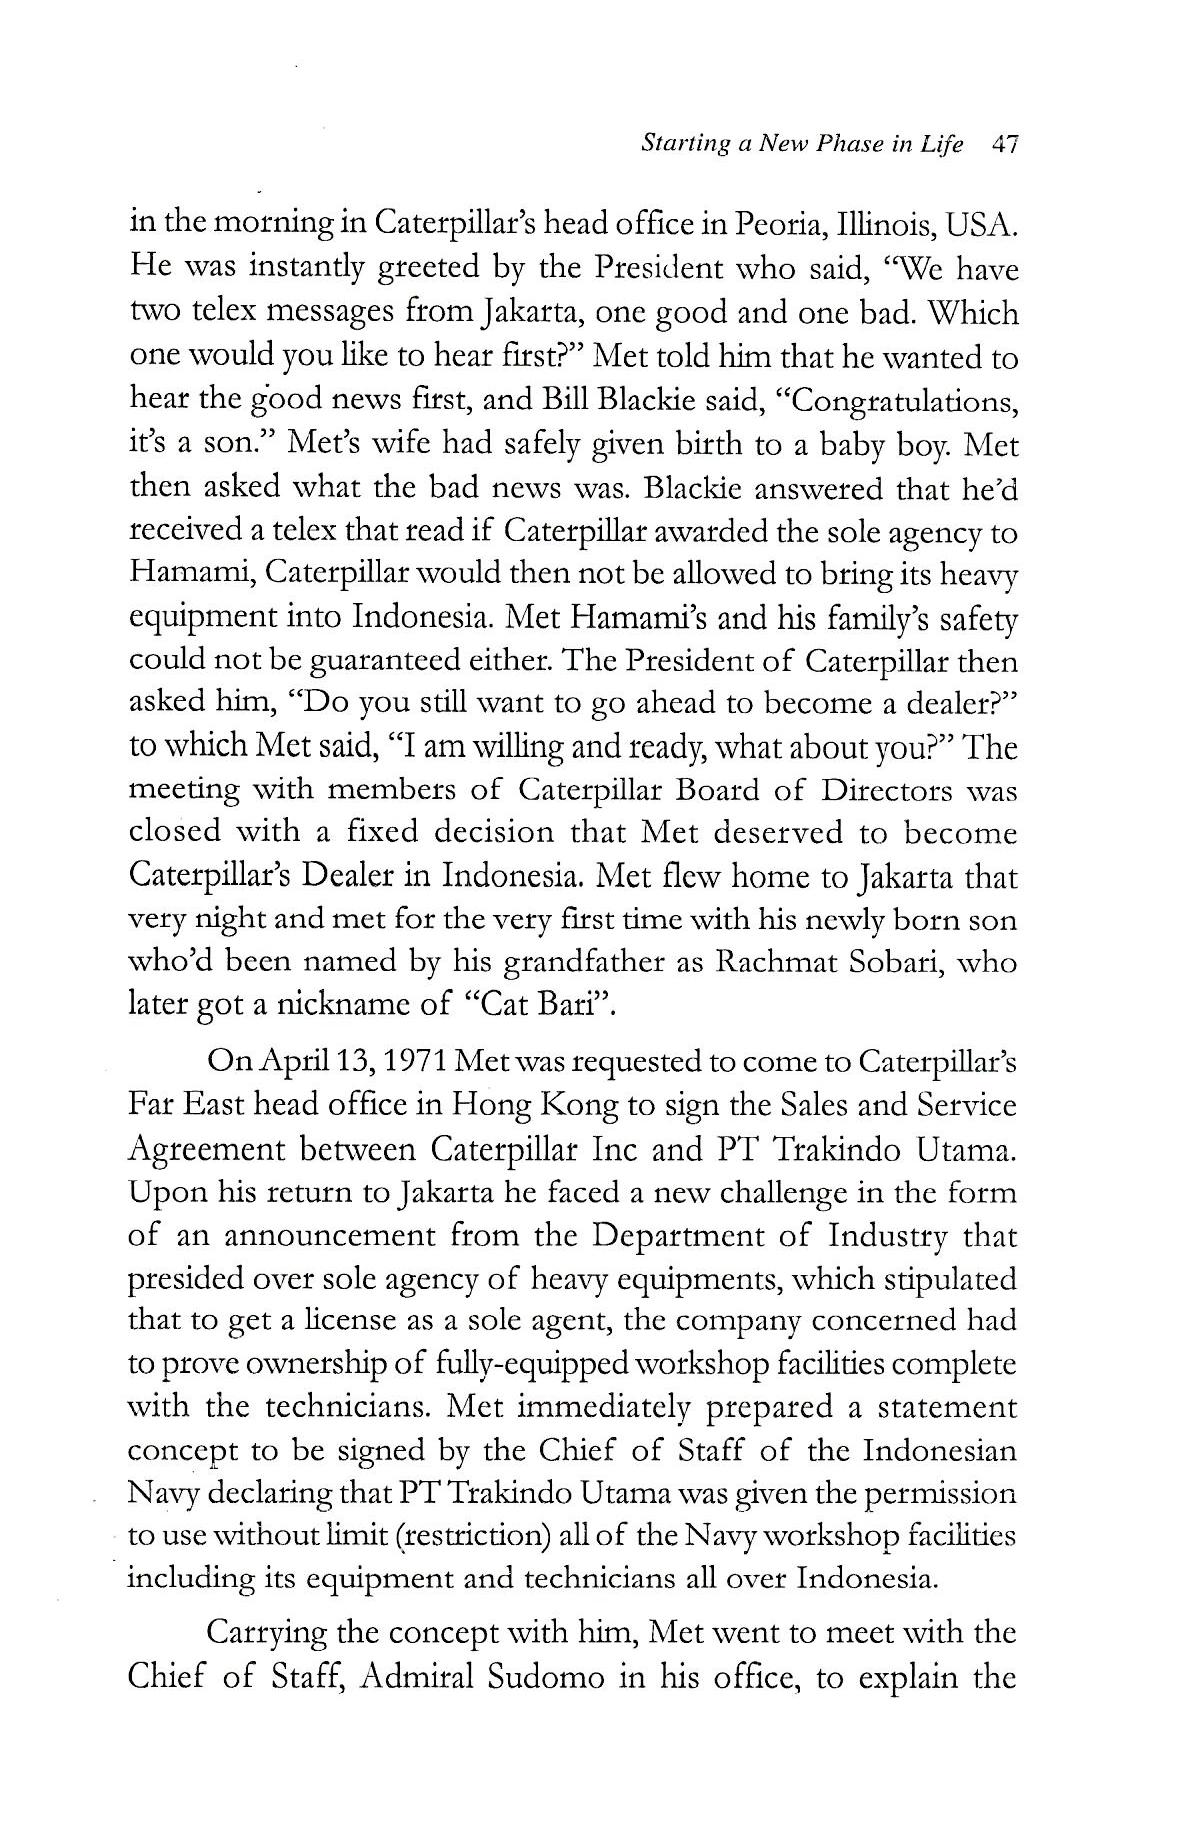 Starting a New Phase in Life 47
in the morning in Caterpillar's head office in Peoria, Illinois, USA.
He was instantly greeted by the President who said, “We have
two telex messages from Jakarta, one good and one bad. Which
one would you like to hear first?” Met told him that he wanted to
hear the good news first, and Bill Blackie said, “Congratulations,
it's a son.” Met's wife had safely given birth to a baby boy. Met
then asked what the bad news was. Blackie answered that he'd
received a telex that read if Caterpillar awarded the sole agency to
Hamami, Caterpillar would then not be allowed to bring its heavy
equipment into Indonesia. Met Hamami's and his family's safety
could not be guaranteed either. The President of Caterpillar then
asked him, “Do you still want to go ahead to become a dealer?”
to which Met said, “I am willing and ready, what about you?” The
meeting with members of Caterpillar Board of Directors was
closed with a fixed decision that Met deserved to become
Caterpillar's Dealer in Indonesia. Met flew home to Jakarta that
very night and met for the very first time with his newly born son
who'd been named by his grandfather as Rachmat Sobari, who
later got a nickname of “Cat Bari”.
On April 13, 1971 Met was requested to come to Caterpillar's
Far East head office in Hong Kong to sign the Sales and Service
Agreement between Caterpillar Inc and PT Trakindo Utama.
Upon his return to Jakarta he faced a new challenge in the form
of an announcement from the Department of Industry that
presided over sole agency of heavy equipments, which stipulated
that to get a license as a sole agent, the company concerned had
to prove ownership of fully-equipped workshop facilities complete
with the technicians. Met immediately prepared a statement
concept to be signed by the Chief of Staff of the Indonesian
Navy declaring that PT Trakindo Utama was given the permission
to use without limit (restriction) all of the Navy workshop facilities
including its equipment and technicians all over Indonesia.
Carrying the concept with him, Met went to meet with the
Chief of Staff, Admiral Sudomo in his office, to explain the